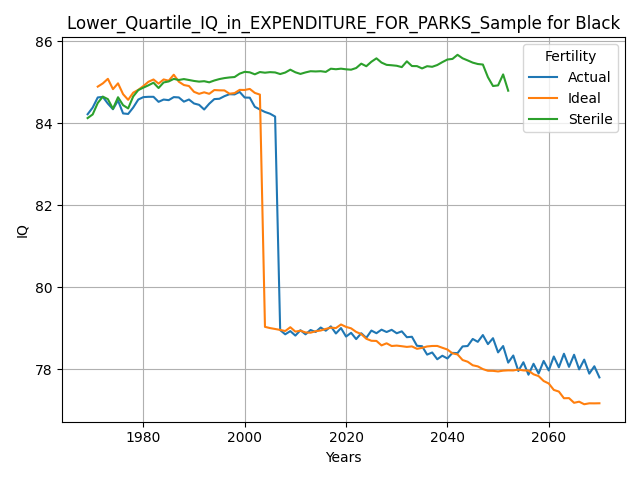 Lower_Quartile_IQ_in_EXPENDITURE_FOR_PARKS_Sample for Black
86
84
82
80
78
IQ
Fertility
Actual
Ideal
Sterile
1980
2000
2020
2040
2060
Years